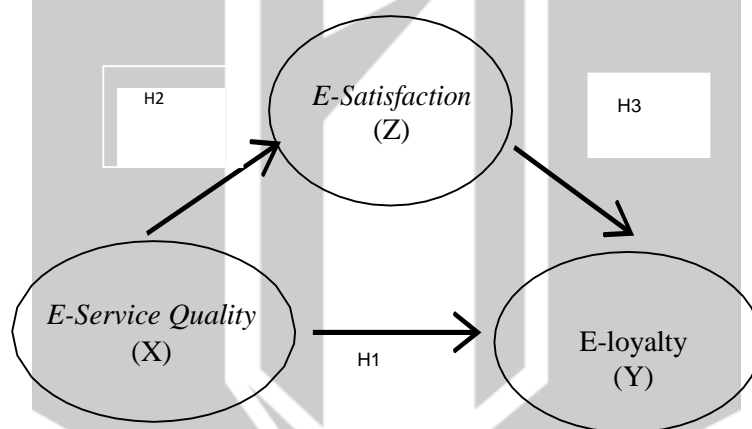 H2
E-Satisfaction
(Z)
H3
E-Service Quality
(X)
H1
E-loyalty
(Y)